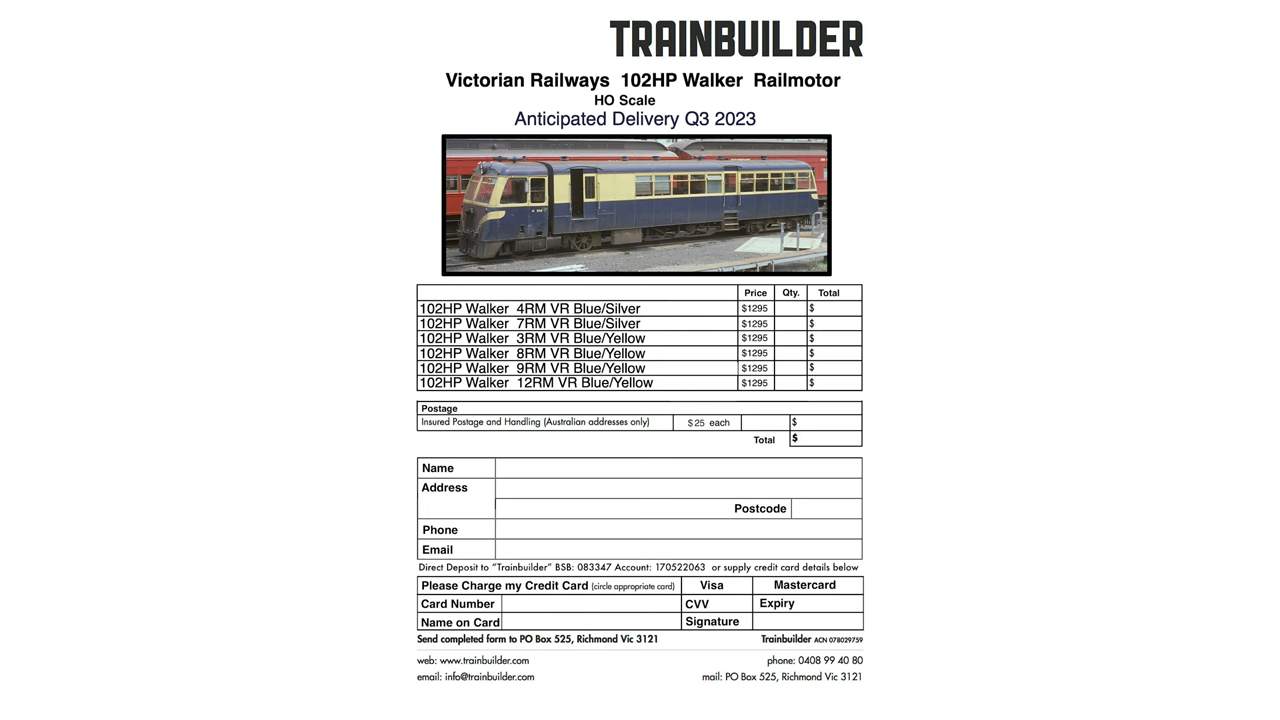 TRAINBUILDER
Victorian Railways 102HP Walker Railmotor
HO Scale
Anticipated Delivery Q3 2023
Price Qty. Total
102HP Walker 4RM VR Blue/Silver $1295 $
102HP Walker 7RM VR Blue/Silver $1295 $
102HP Walker 3RM VR Blue/Yellow $1295 $
102HP Walker 8RM VR Blue/Yellow $1295 $
102HP Walker 9RM VR Blue/Yellow $1295 $
102HP Walker 12RM VR Blue/Yellow $1295 $
Postage
Insured Postage and Handling (Australian addresses only) $25 each $
Total $
Name
Address
Postcode
Phone
Email
Direct Deposit to “Trainbuilder” BSB: 083347 Account: 170522063 or supply credit card details below
Please Charge my Credit Card (circle appropriate card) Visa Mastercard
Card Number CVV Expiry
Name on Card Signature
Send completed form to PO Box 525, Richmond Vic 3121 Trainbuilder ACN 078029759
web: www.trainbuilder.com phone: 0408 99 40 80
email: info@trainbuilder.com mail: PO Box 525, Richmond Vic 3121